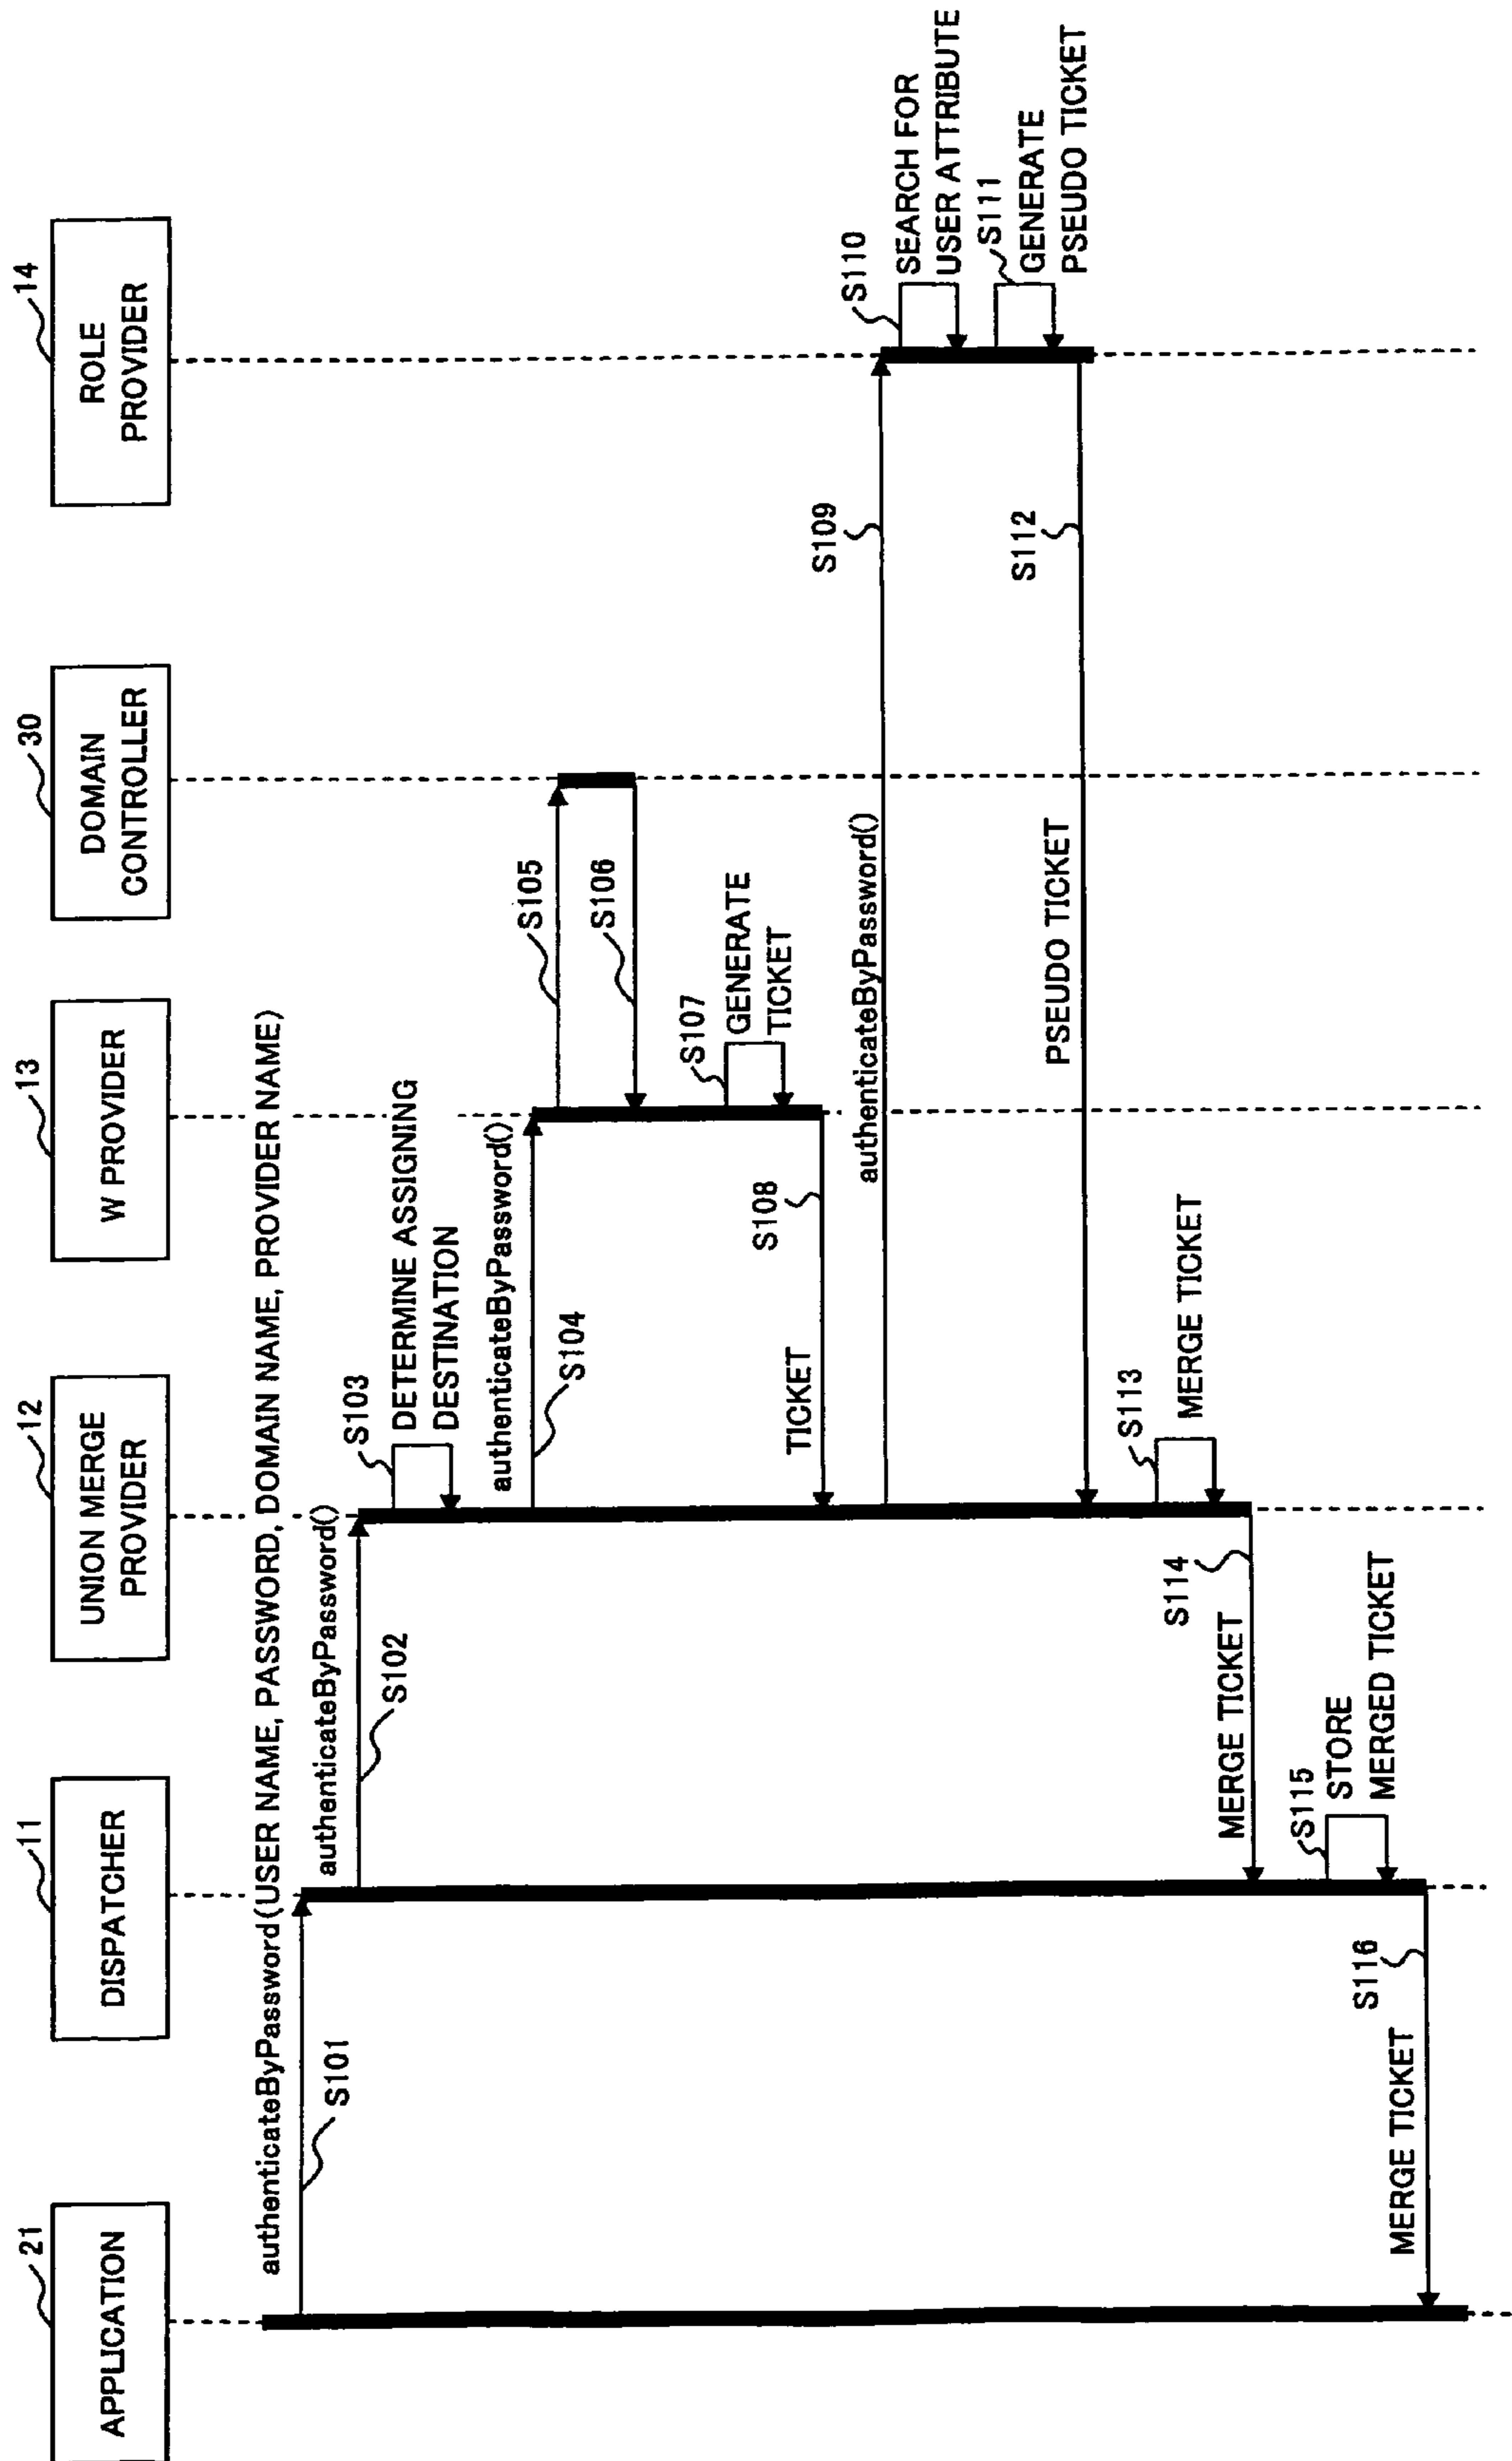 21
APPLICATION
11
DISPATCHER
12
UNION MERGE
PROVIDER
13
W PROVIDER
30
DOMAIN
CONTROLLER
14
ROLE
PROVIDER
authenticateByPassword(USER NAME, PASSWORD, DOMAIN NAME, PROVIDER NAME)
S101
authenticateByPassword()
S102
S103
DETERMINE ASSIGNING
DESTINATION
authenticateByPassword()
S104
S105
S106
S107
GENERATE
TICKET
S108
TICKET
authenticateByPassword()
S109
S110
SEARCH FOR
USER ATTRIBUTE
S111
GENERATE
PSEUDO TICKET
S112
PSEUDO TICKET
S113
MERGE TICKET
S114
MERGE TICKET
S115
STORE
MERGED TICKET
S116
MERGE TICKET